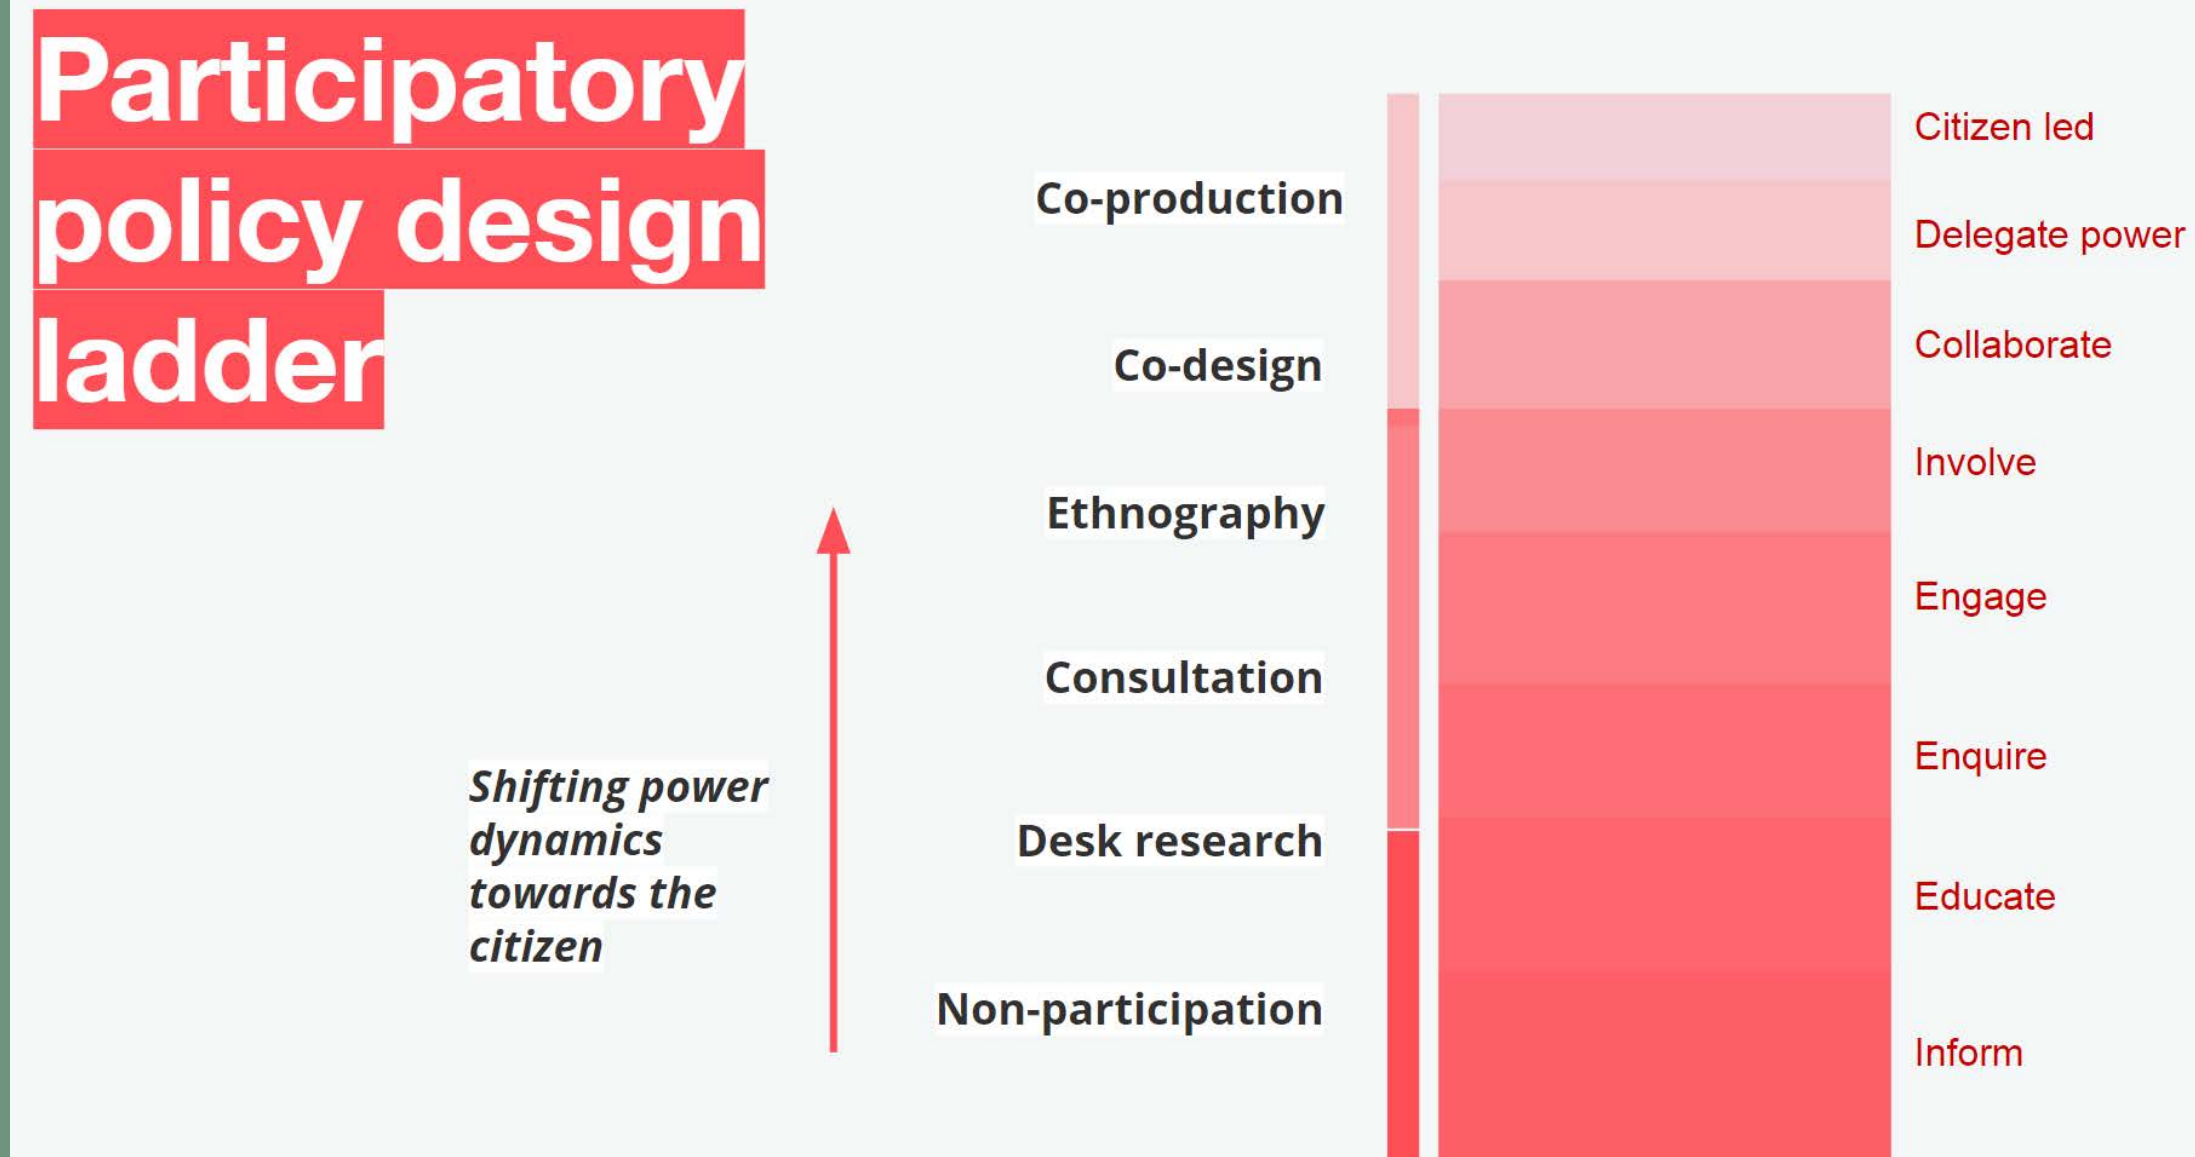 Participatory
policy design
ladder
Citizen led
Co-production
Delegate power
Collaborate
Co-design
Involve
Ethnography
Engage
Consultation
Enquire
Shifting power
dynamics
towards the
citizen
Desk research
Educate
Non-participation
Inform